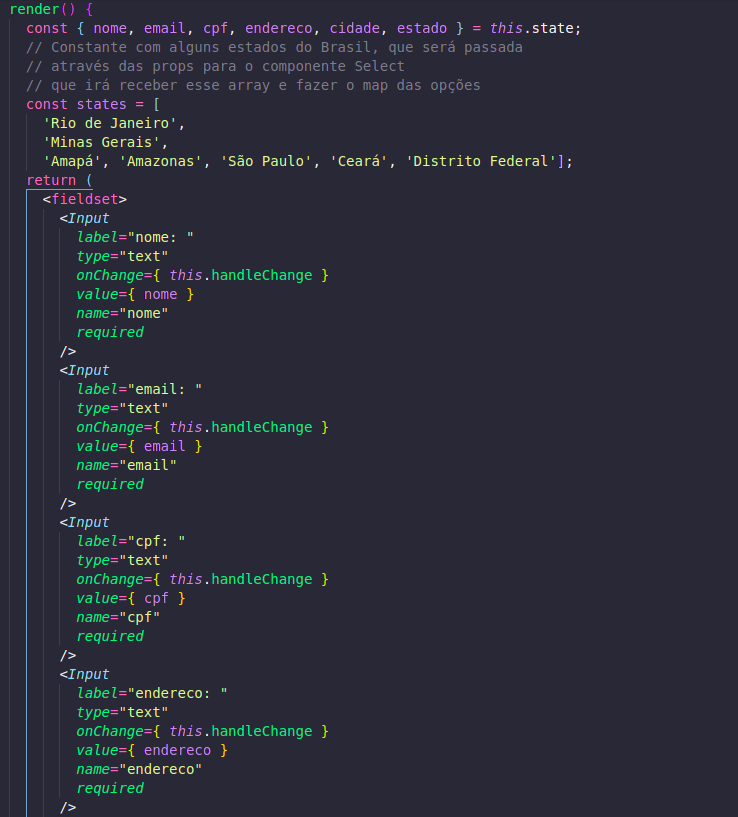 render() {
const { nome, email, cpf, endereco, cidade, estado } = this.state;
// Constante com alguns estados do Brasil, que será passada
// através das props para o componente Select
// que irá receber esse array e fazer o map das opções
const states = [
'Rio de Janeiro',
'Minas Gerais',
'Amapá', 'Amazonas', 'São Paulo', 'Ceará', 'Distrito Federal'];
return (
<fieldset>
<Input
label="nome: "
type="text"
onChange={ this.handleChange }
value={ nome }
name="nome"
required
/>
<Input
label="email: "
type="text"
onChange={ this.handleChange }
value={ email }
name="email"
required
/>
<Input
label="cpf: "
type="text"
onChange={ this.handleChange }
value={ cpf }
name="cpf"
required
/>
<Input
label="endereco: "
type="text"
onChange={ this.handleChange }
value={ endereco }
name="endereco"
required
/>